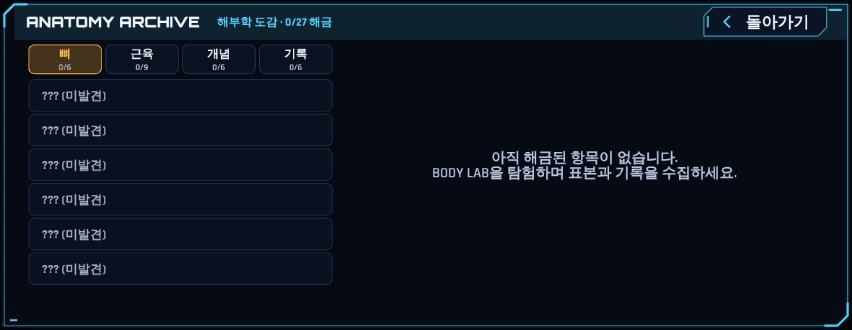 ANATOMY ARCHIVE 해부학 도감 · 0/27 해금
돌아가기
뼈 근육 개념 기록
0/6 0/9 0/6 0/6
??? (미발견)
??? (미발견)
??? (미발견)
??? (미발견)
??? (미발견)
??? (미발견)
아직 해금된 항목이 없습니다.
BODY LAB을 탐험하며 표본과 기록을 수집하세요.